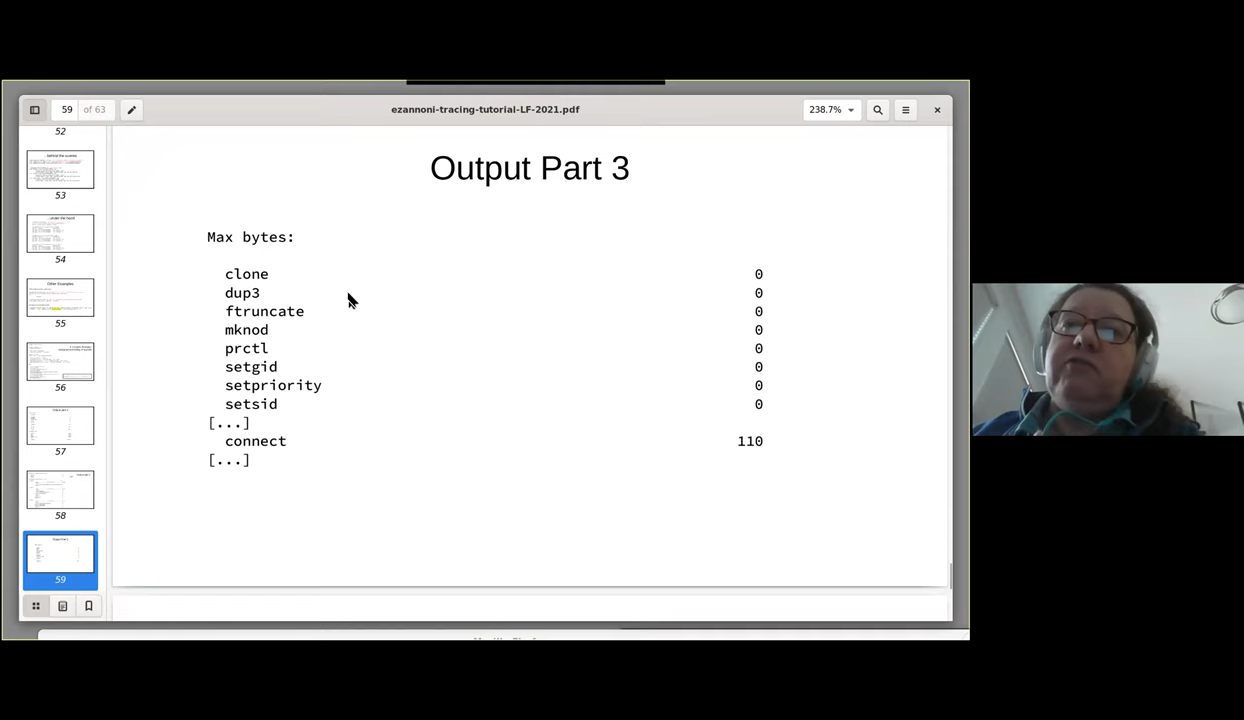 59 of 63
ezannoni-tracing-tutorial-LF-2021.pdf
238.7%
52
53
54
55
56
57
58
59
Output Part 3
Max bytes:
clone 0
dup3 0
ftruncate 0
mknod 0
prctl 0
setgid 0
setpriority 0
setsid 0
[...]
connect 110
[...]